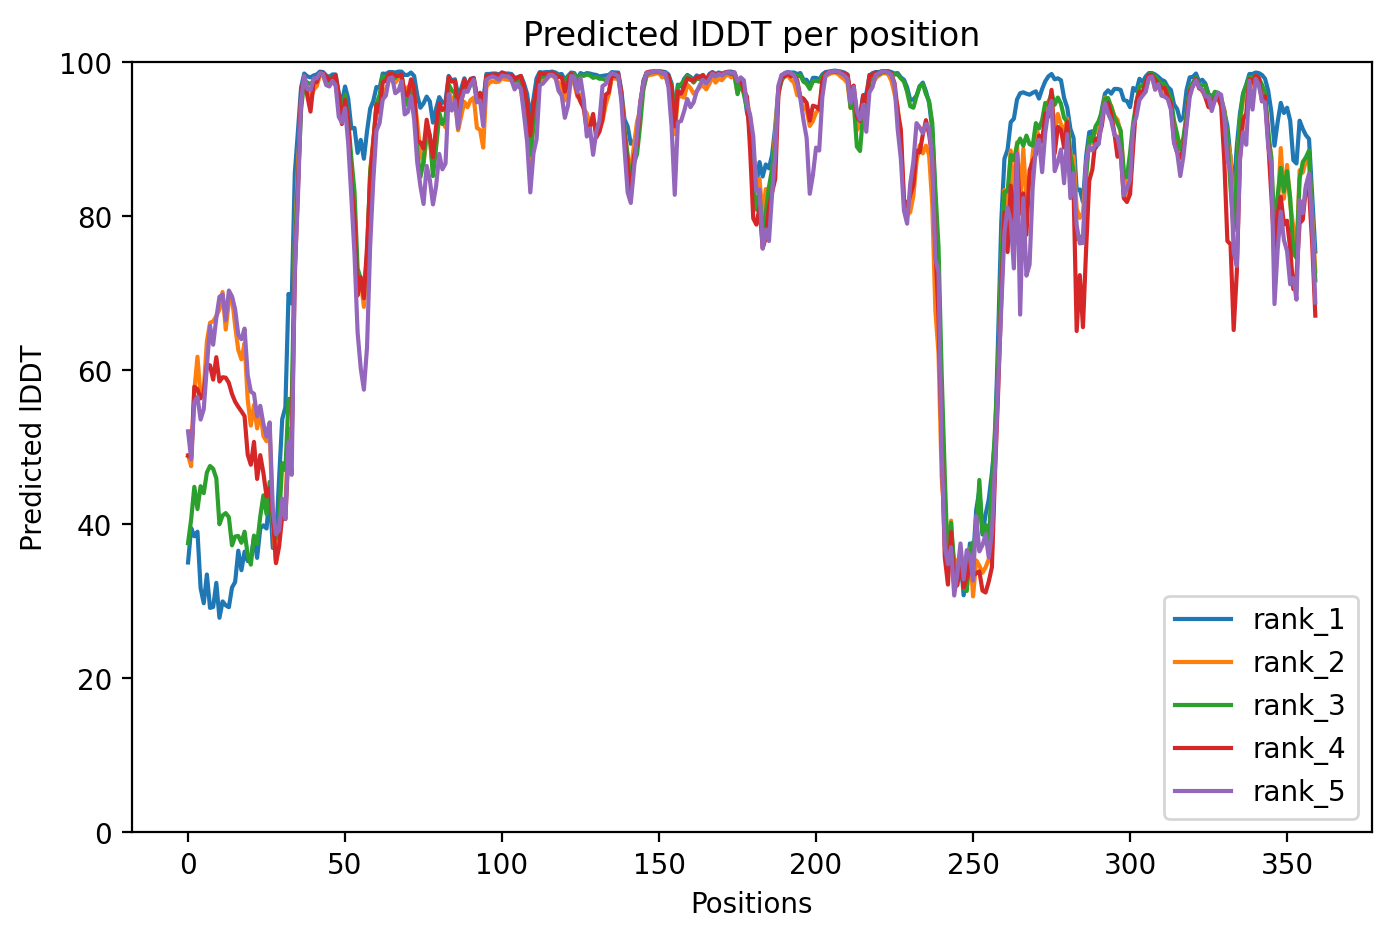 Predicted lDDT per position
100
80
60
40
20
0
Predicted lDDT
0 50 100 150 200 250 300 350
Positions
rank_1
rank_2
rank_3
rank_4
rank_5